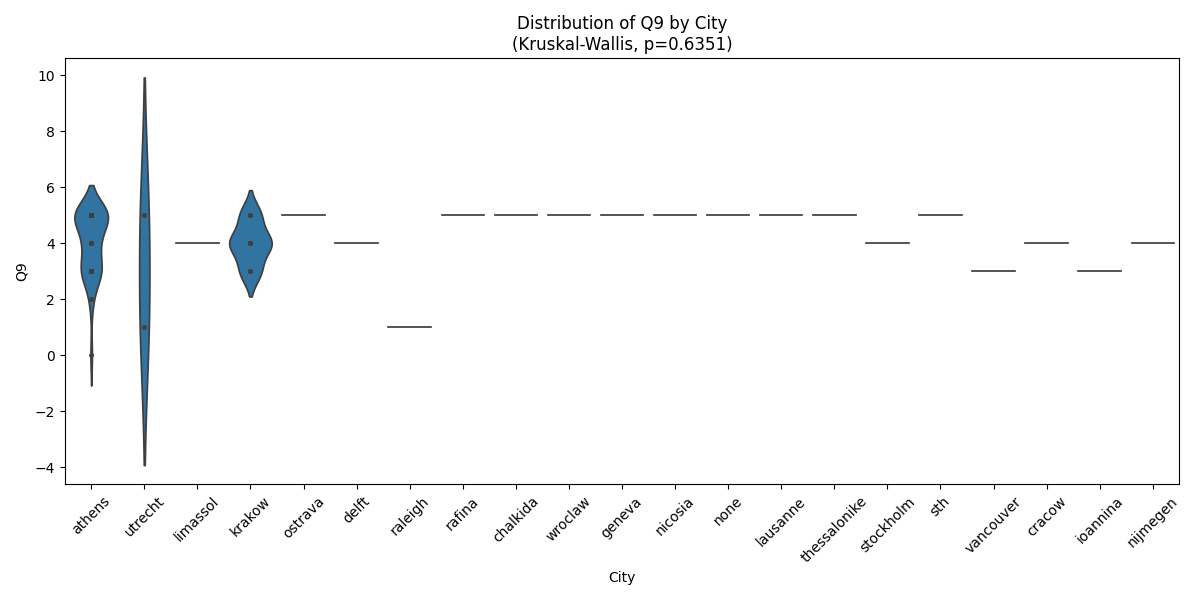 Distribution of Q9 by City
(Kruskal-Wallis, p=0.6351)
Q9
10
8
6
4
2
0
−2
−4
athens
utrecht
limassol
krakow
ostrava
delft
raleigh
rafina
chalkida
wroclaw
geneva
nicosia
none
lausanne
thessalonike
stockholm
sth
vancouver
cracow
ioannina
nijmegen
City